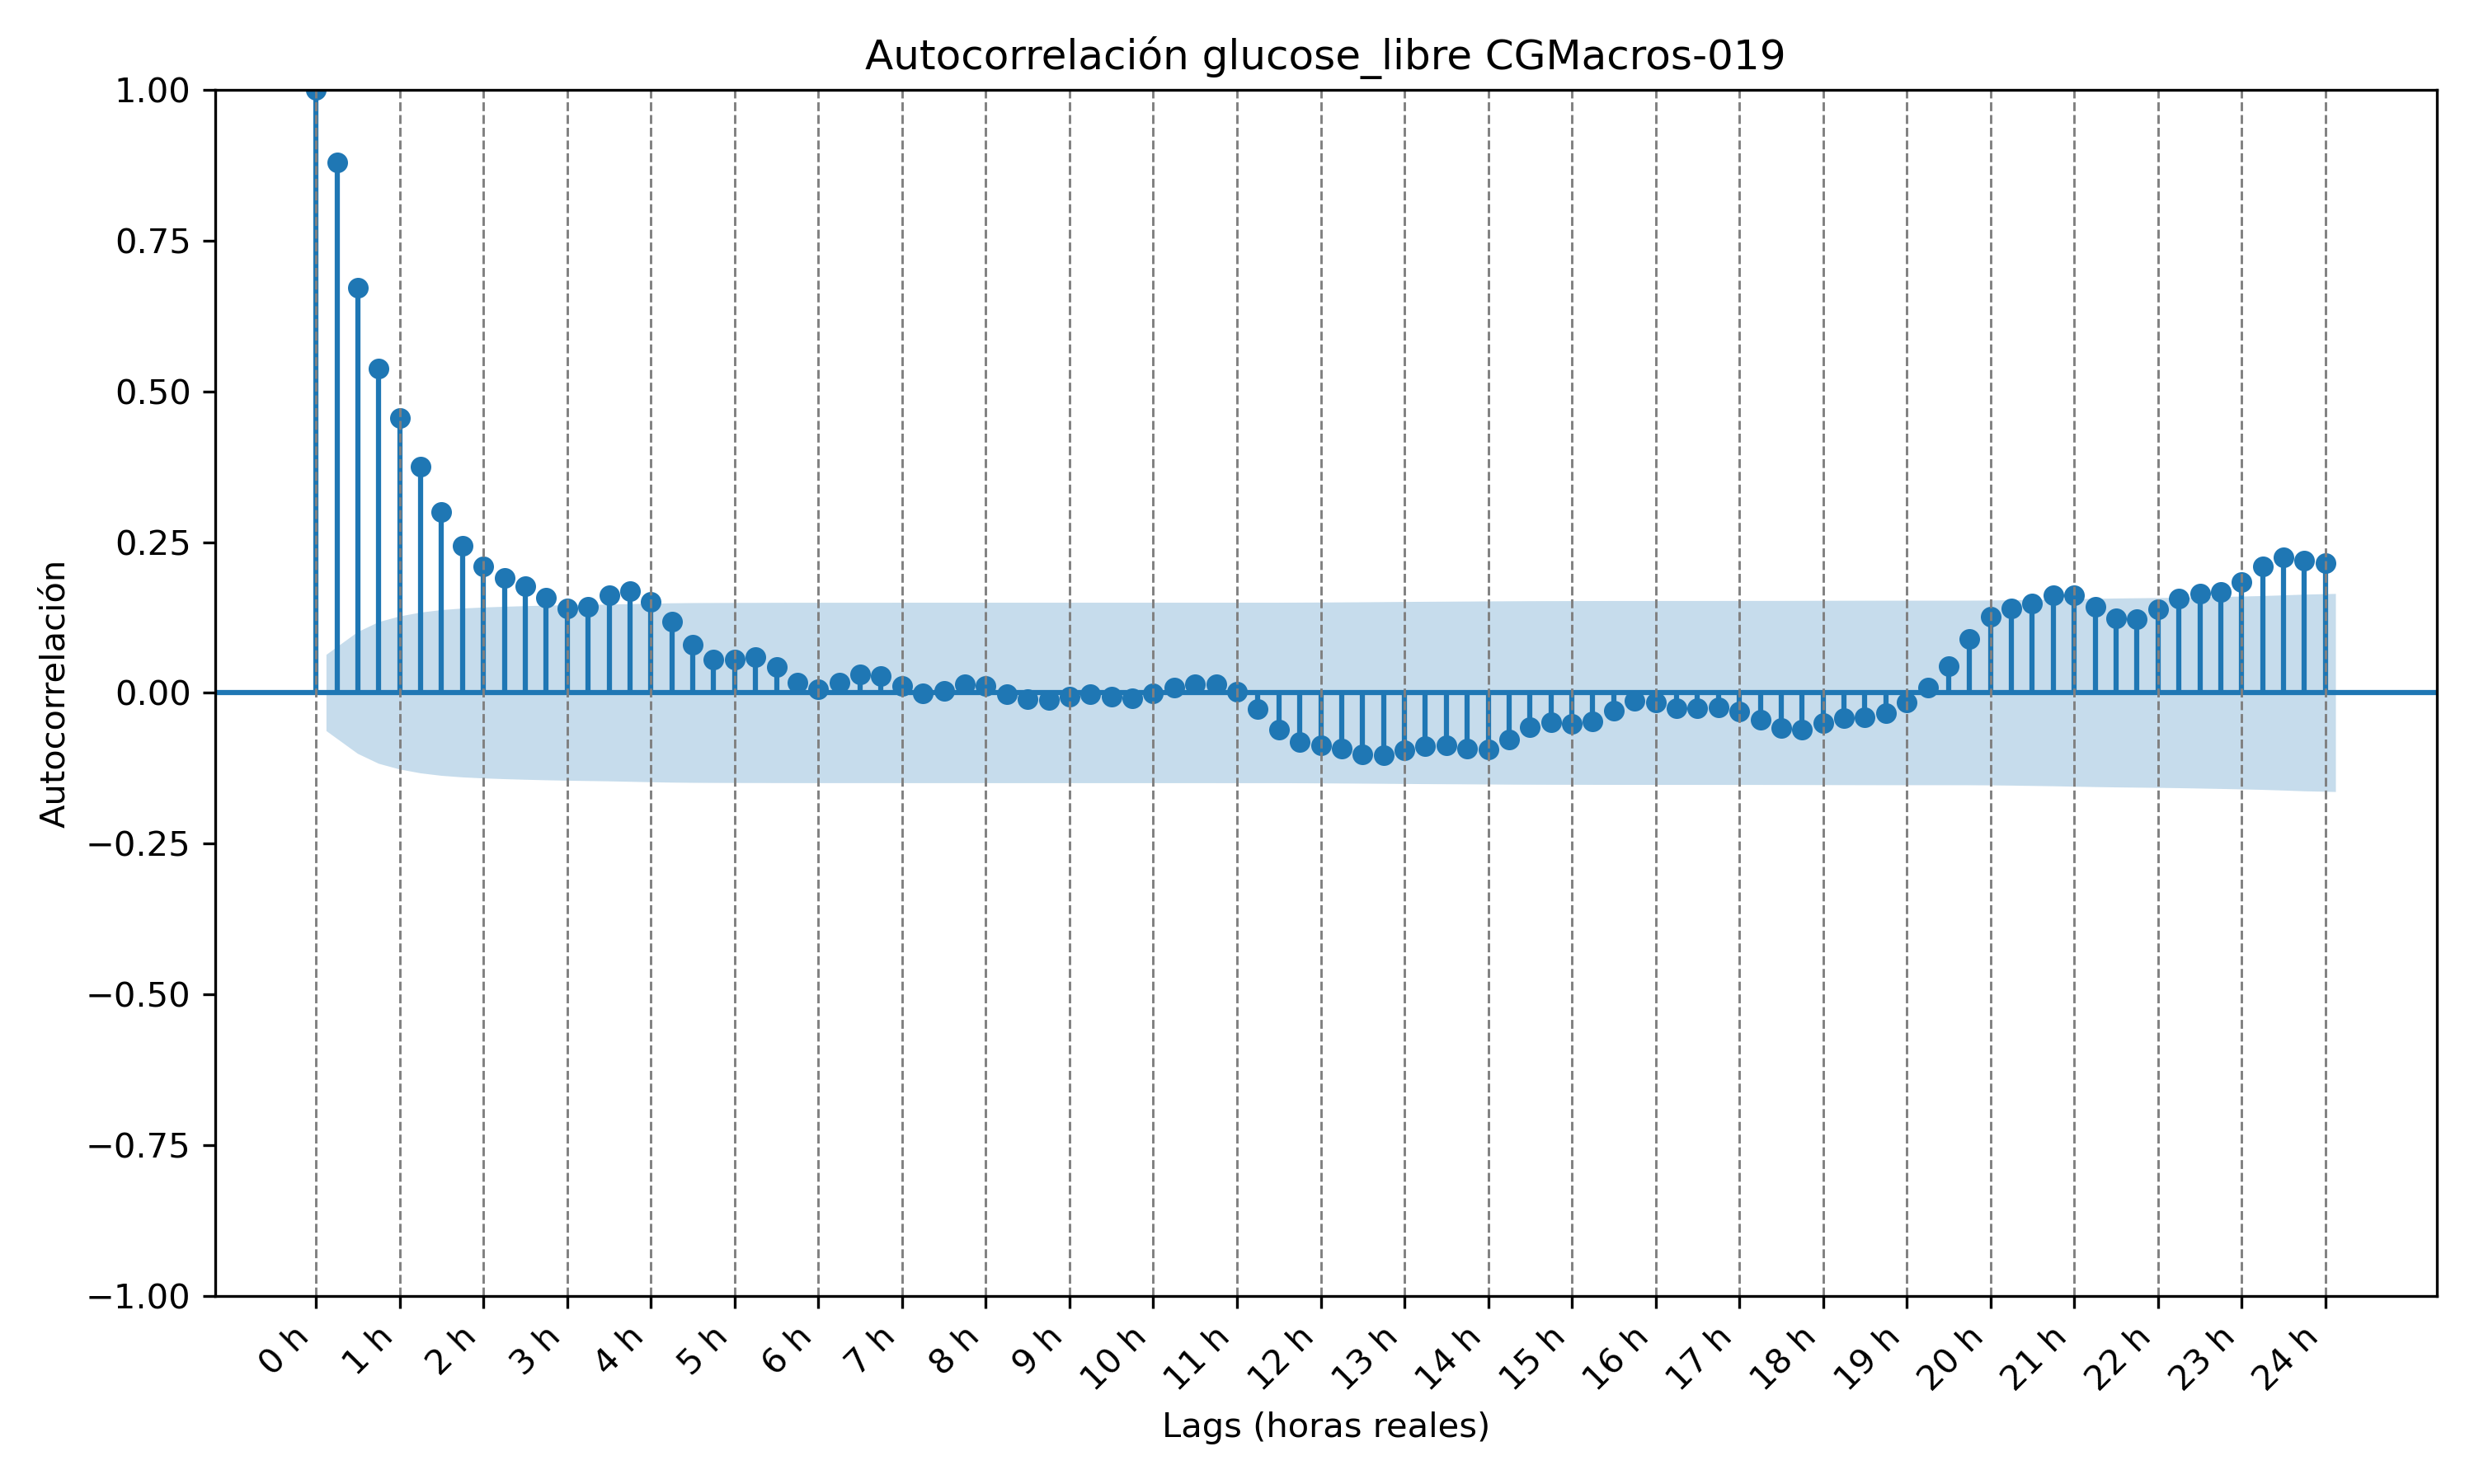 Autocorrelación glucose_libre CGMacros-019
Autocorrelación
1.00
0.75
0.50
0.25
0.00
−0.25
−0.50
−0.75
−1.00
0 h
1 h
2 h
3 h
4 h
5 h
6 h
7 h
8 h
9 h
10 h
11 h
12 h
13 h
14 h
15 h
16 h
17 h
18 h
19 h
20 h
21 h
22 h
23 h
24 h
Lags (horas reales)